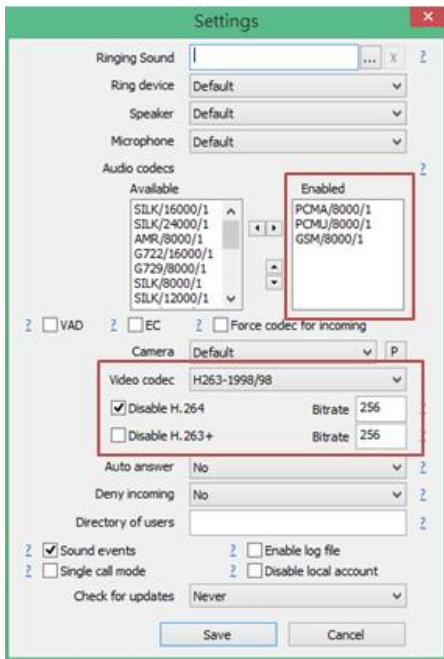 Settings
Ringing Sound ... X ?
Ring device Default
Speaker Default
Microphone Default
Audio codecs ?
Available Enabled
SILK/16000/1 PCMA/8000/1
SILK/24000/1 PCMU/8000/1
AMR/8000/1 GSM/8000/1
G722/16000/1
G729/8000/1
SILK/8000/1
SILK/12000/1
? VAD ? EC ? Force codec for incoming
Camera Default P
Video codec H263-1998/98
Disable H.264 Bitrate 256
Disable H.263+ Bitrate 256
Auto answer No ?
Deny incoming No ?
Directory of users ?
? Sound events ? Enable log file
? Single call mode ? Disable local account
Check for updates Never
Save Cancel